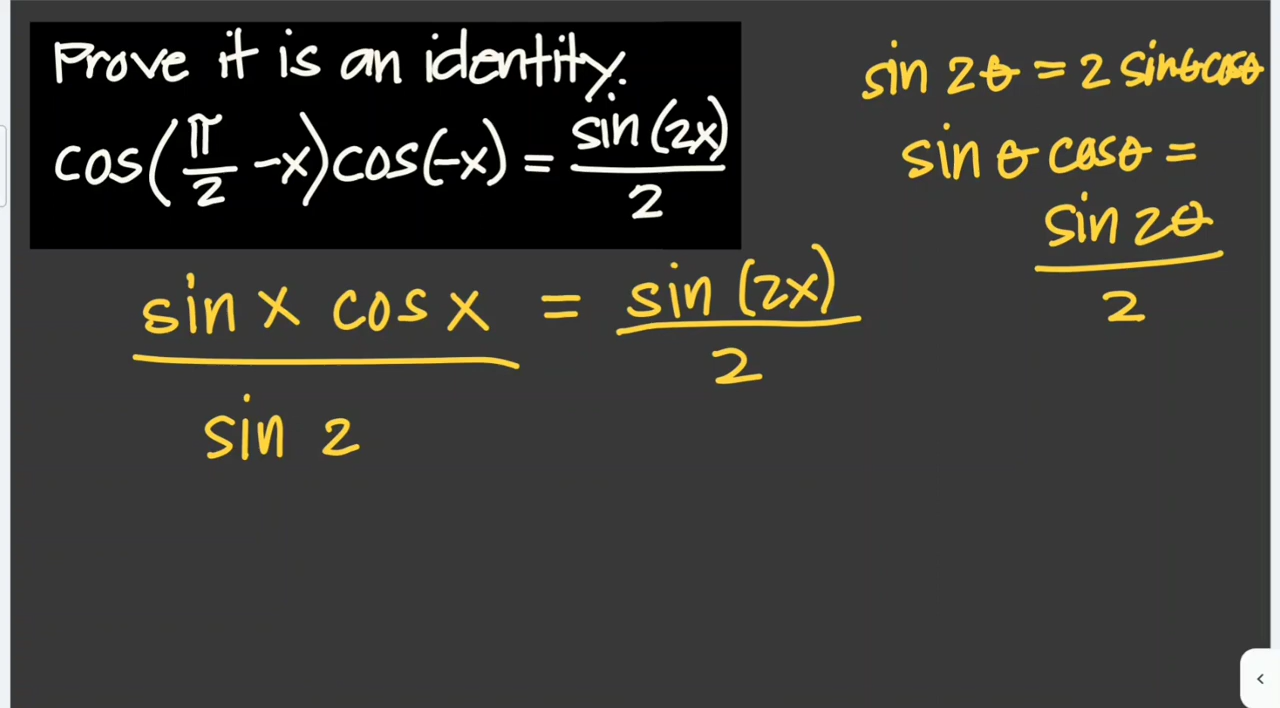 Prove it is an identity.
cos(π/2 -x)cos(-x) = sin(2x)/2
sin 2θ = 2 sinθcosθ
sin θ cosθ =
sin 2θ/2
sin x cos x = sin (2x)/2
sin 2